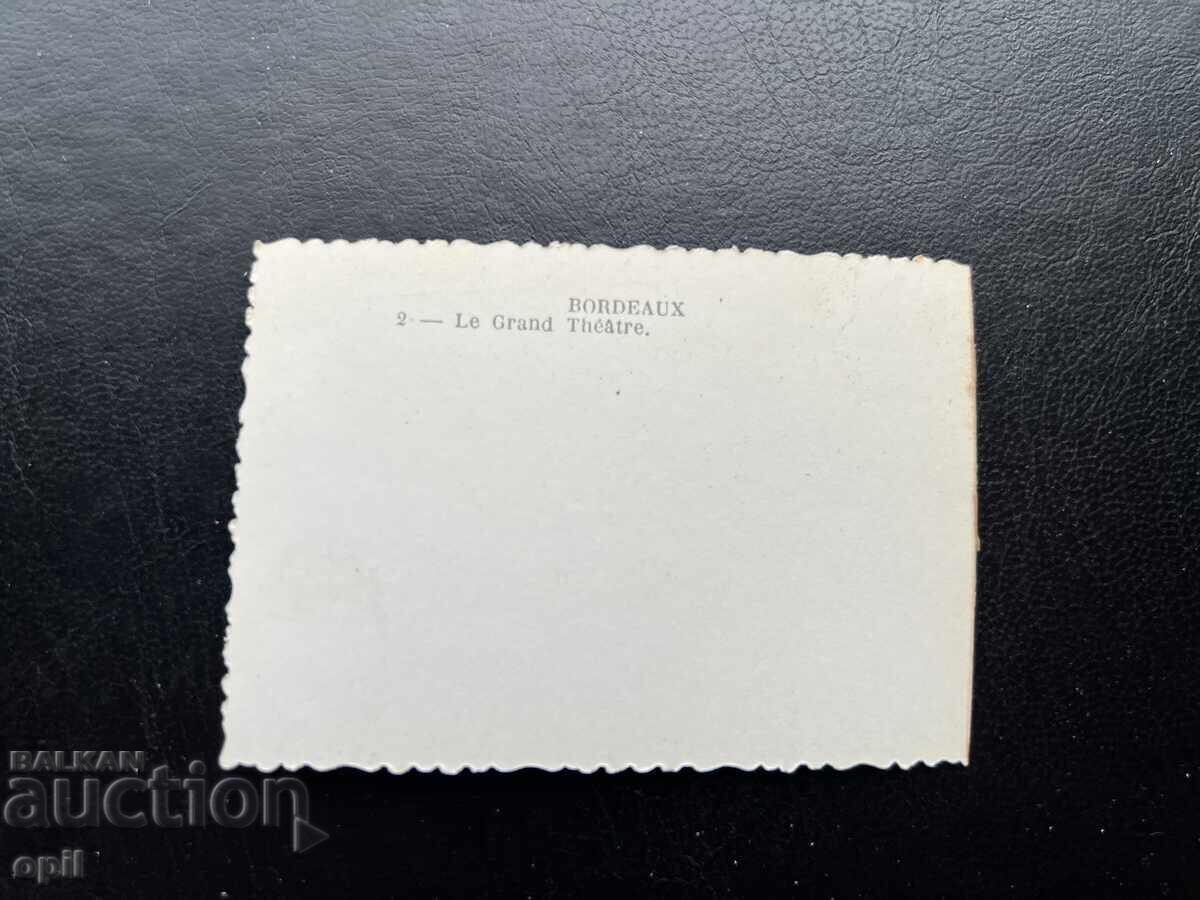 BORDEAUX
2 — Le Grand Théâtre.
BALKAN
auction
opil